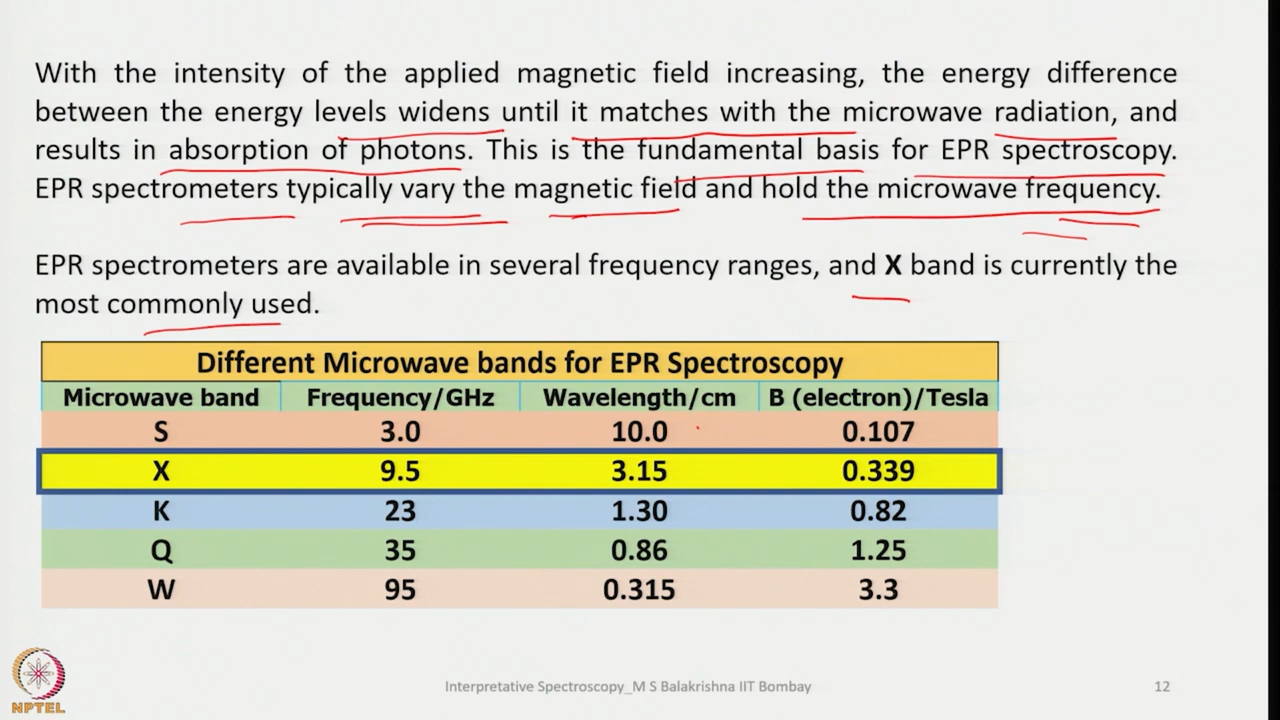 With the intensity of the applied magnetic field increasing, the energy difference
between the energy levels widens until it matches with the microwave radiation, and
results in absorption of photons. This is the fundamental basis for EPR spectroscopy.
EPR spectrometers typically vary the magnetic field and hold the microwave frequency.
EPR spectrometers are available in several frequency ranges, and X band is currently the
most commonly used.
Different Microwave bands for EPR Spectroscopy
Microwave band Frequency/GHz Wavelength/cm B (electron)/Tesla
S 3.0 10.0 0.107
X 9.5 3.15 0.339
K 23 1.30 0.82
Q 35 0.86 1.25
W 95 0.315 3.3
NPTEL
Interpretative Spectroscopy_M S Balakrishna IIT Bombay
12